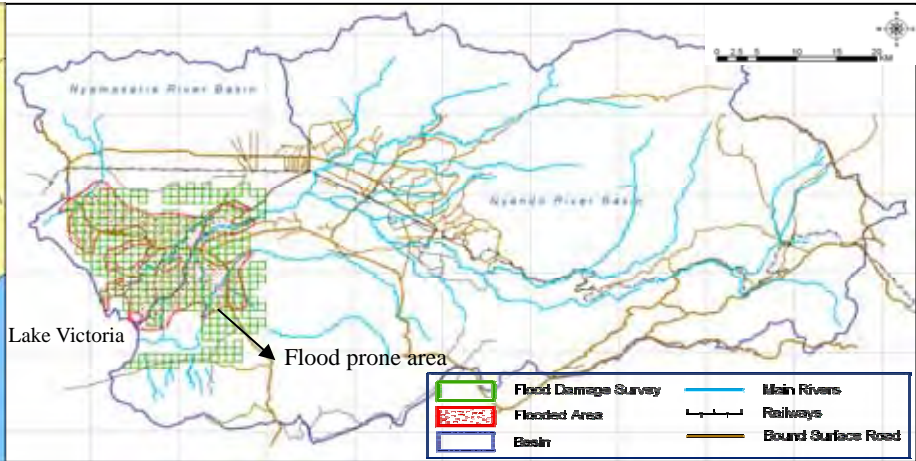 0 2.5 5 10 15 20
KM
Nyamasaria River Basin
Nyando River Basin
Lake Victoria
Flood prone area
Flood Damage Survey
Main Rivers
Flooded Area
Railways
Basin
Bound Surface Road